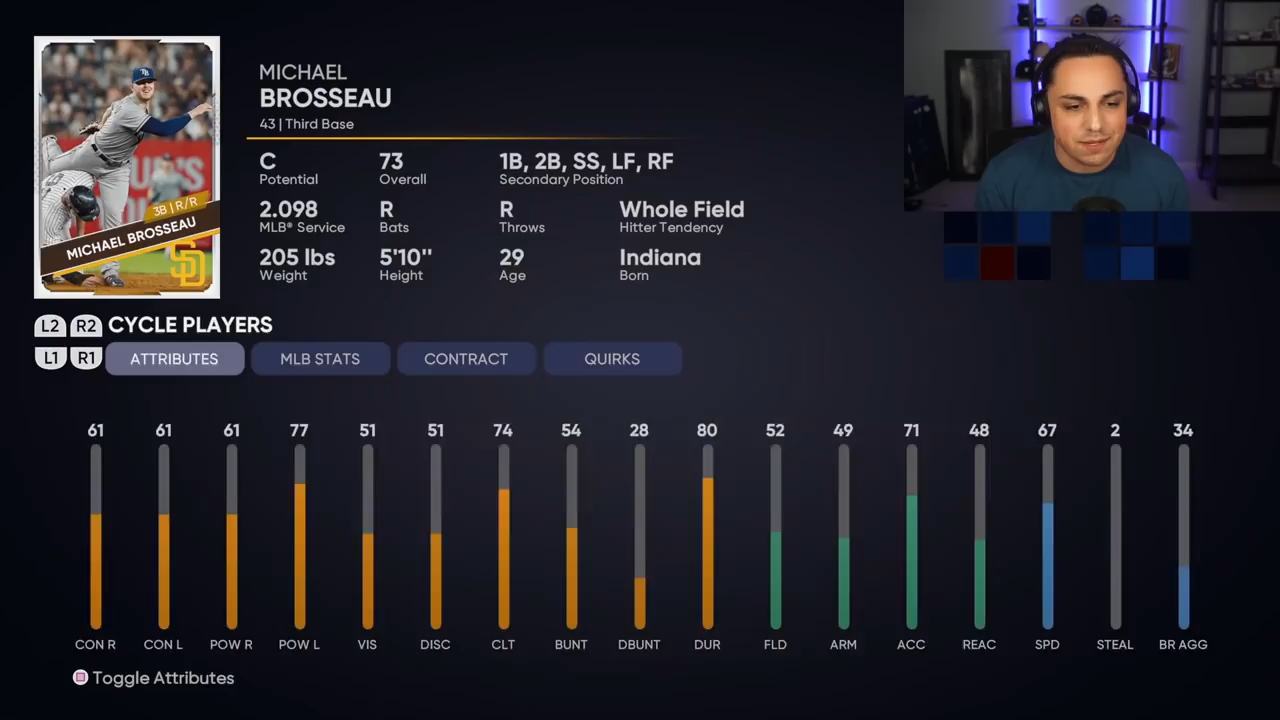 MICHAEL
BROSSEAU
43 | Third Base
C 73 1B, 2B, SS, LF, RF
Potential Overall Secondary Position
2.098 R R Whole Field
MLB® Service Bats Throws Hitter Tendency
205 lbs 5'10'' 29 Indiana
Weight Height Age Born
TB
3B | R/R
MICHAEL BROSSEAU
SD
L2 R2 CYCLE PLAYERS
L1 R1 ATTRIBUTES MLB STATS CONTRACT QUIRKS
61 61 61 77 51 51 74 54 28 80 52 49 71 48 67 2 34
CON R CON L POW R POW L VIS DISC CLT BUNT DBUNT DUR FLD ARM ACC REAC SPD STEAL BR AGG
Toggle Attributes